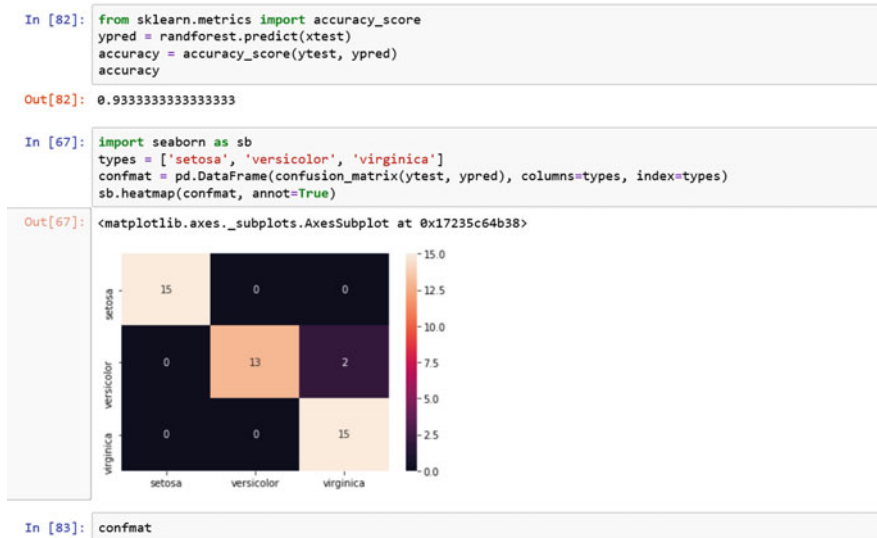 In [82]: from sklearn.metrics import accuracy_score
ypred = randforest.predict(xtest)
accuracy = accuracy_score(ytest, ypred)
accuracy
Out[82]: 0.9333333333333333
In [67]: import seaborn as sb
types = ['setosa', 'versicolor', 'virginica']
confmat = pd.DataFrame(confusion_matrix(ytest, ypred), columns=types, index=types)
sb.heatmap(confmat, annot=True)
Out[67]: <matplotlib.axes._subplots.AxesSubplot at 0x17235c64b38>
setosa
15 0 0
versicolor
0 13 2
virginica
0 0 15
setosa versicolor virginica
15.0
12.5
10.0
7.5
5.0
2.5
0.0
In [83]: confmat